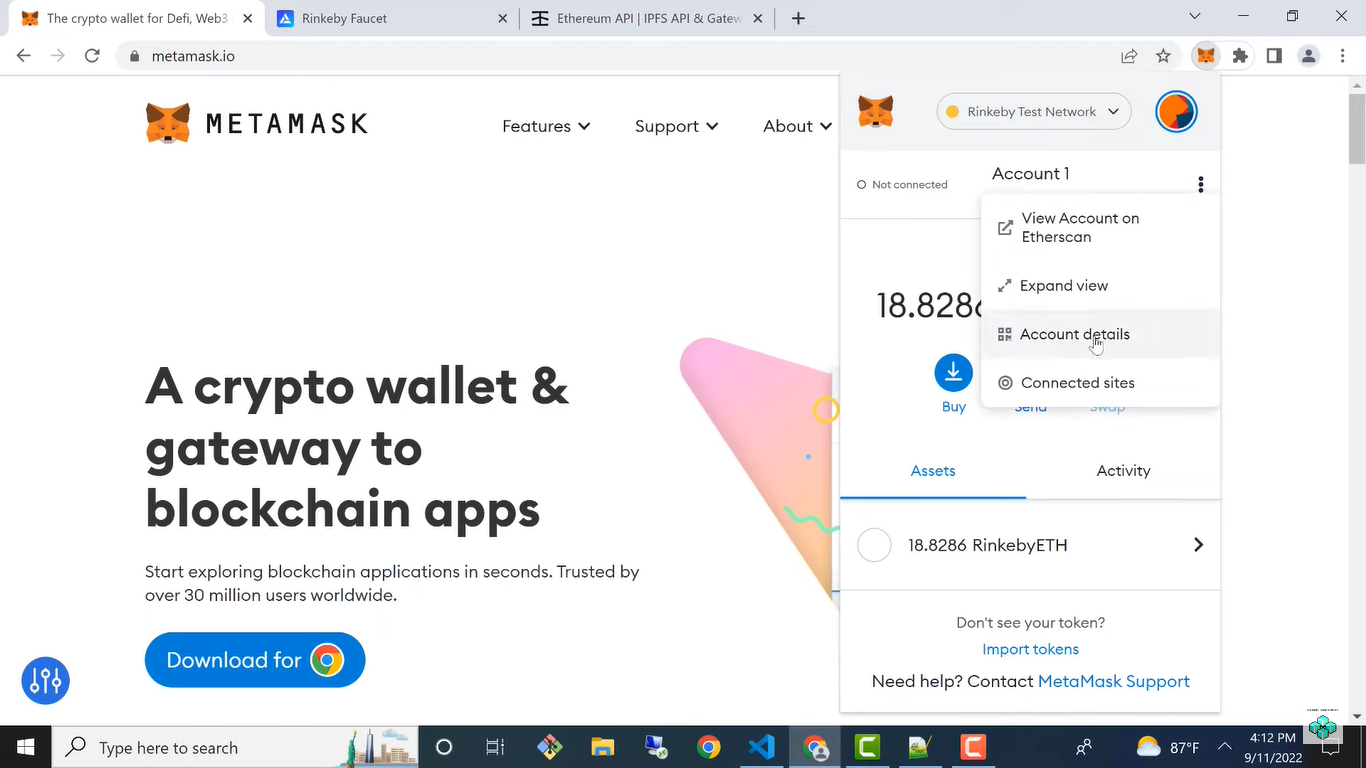 The crypto wallet for Defi, Web3
Rinkeby Faucet
Ethereum API | IPFS API & Gatew
metamask.io
METAMASK
Features
Support
About
Rinkeby Test Network
Not connected
Account 1
View Account on
Etherscan
Expand view
Account details
Connected sites
18.8286
Buy
Send
Swap
Assets
Activity
18.8286 RinkebyETH
Don't see your token?
Import tokens
Need help? Contact MetaMask Support
A crypto wallet &
gateway to
blockchain apps
Start exploring blockchain applications in seconds. Trusted by
over 30 million users worldwide.
Download for
Type here to search
87°F
4:12 PM
9/11/2022